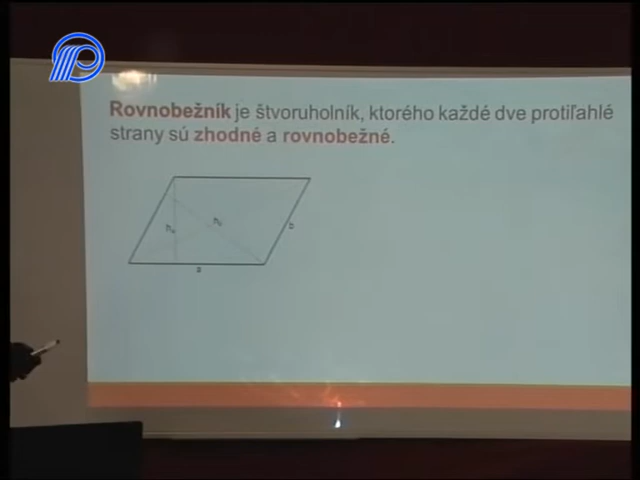 Rovnobežník je štvoruholník, ktorého každé dve protiľahlé
strany sú zhodné a rovnobežné.
b
a